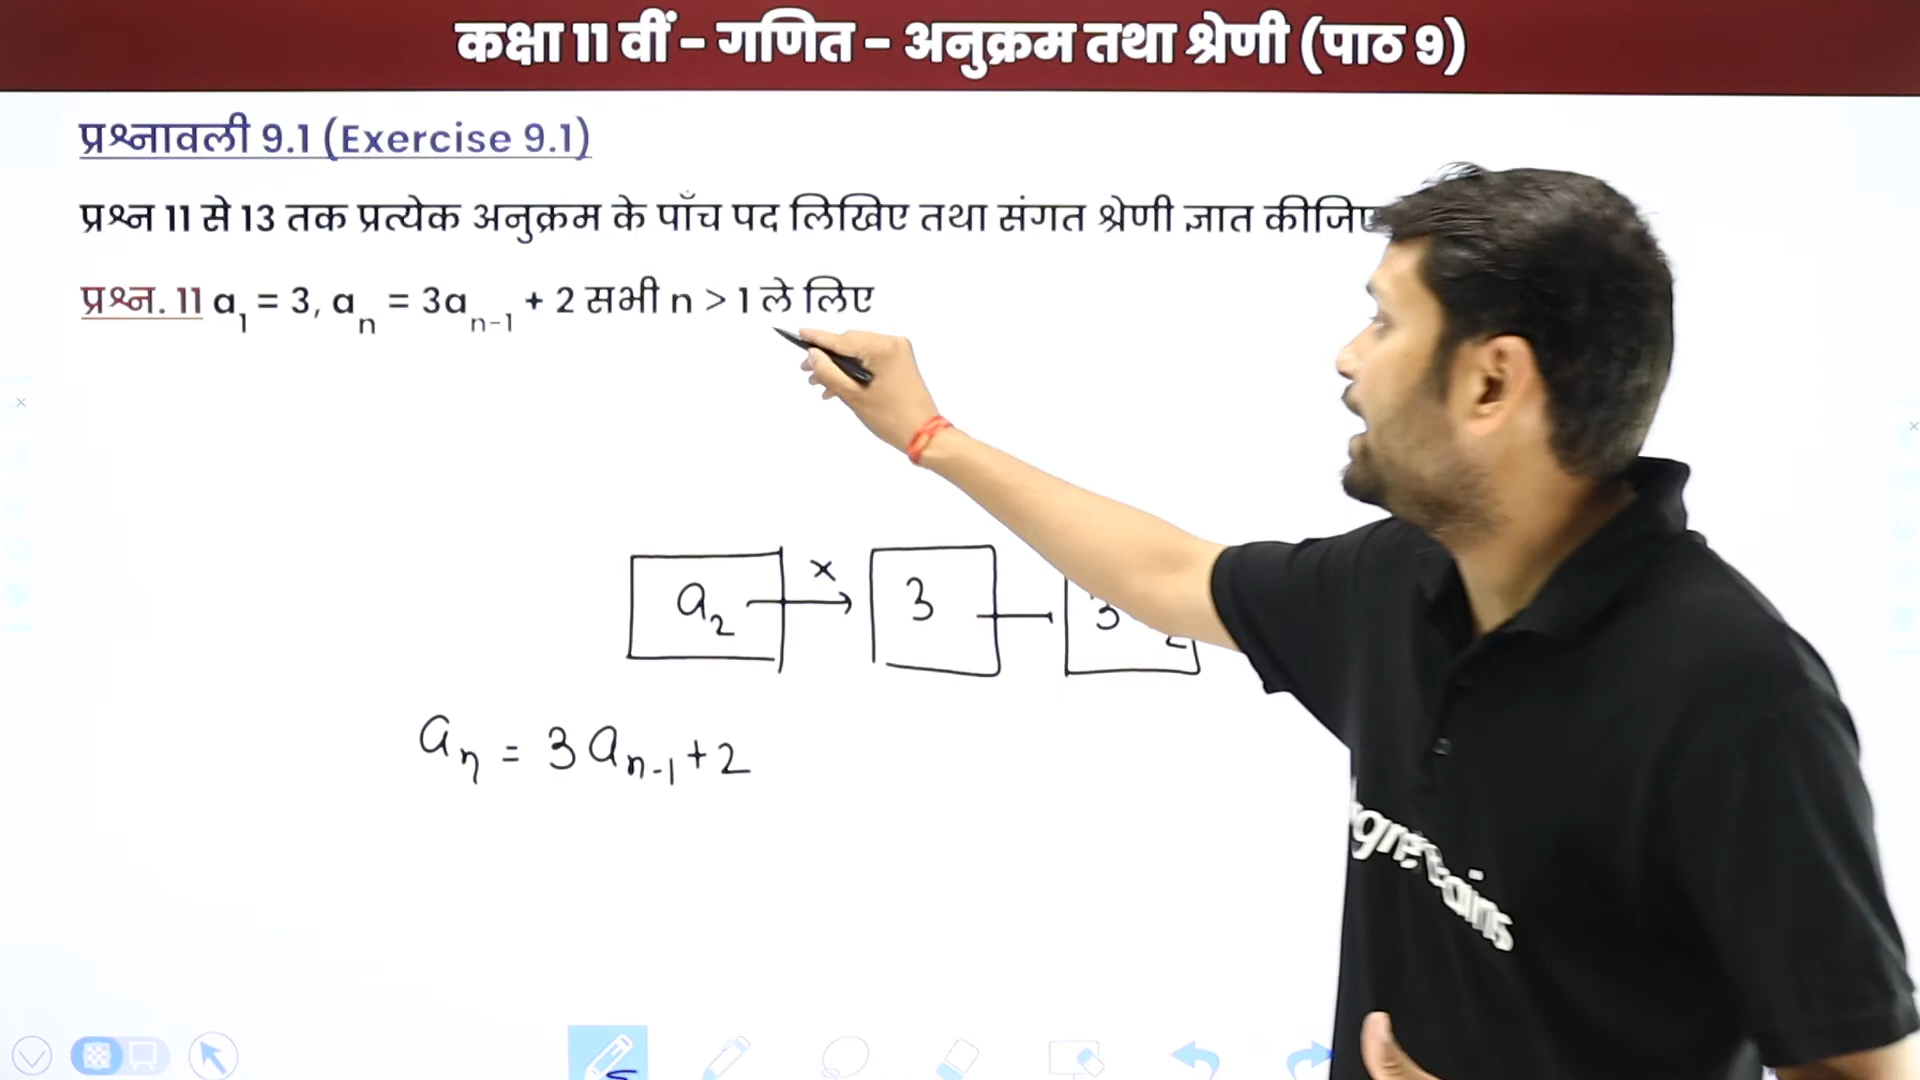 कक्षा 11 वीं - गणित - अनुक्रम तथा श्रेणी (पाठ 9)
प्रश्नावली 9.1 (Exercise 9.1)
प्रश्न 11 से 13 तक प्रत्येक अनुक्रम के पाँच पद लिखिए तथा संगत श्रेणी ज्ञात कीजिए
प्रश्न. 11 a₁ = 3, aₙ = 3aₙ₋₁ + 2 सभी n > 1 ले लिए
a₂ × 3 3
aₙ = 3aₙ₋₁ + 2